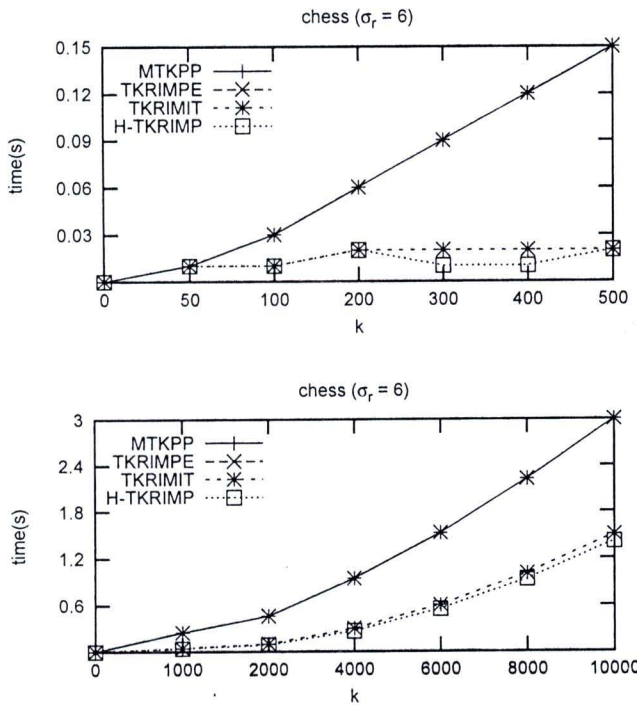 chess (σr = 6)
0.15
0.12
0.09
0.06
0.03
time(s)
MTKPP
TKRIMPE
TKRIMIT
H-TKRIMP
0 50 100 200 300 400 500
k
chess (σr = 6)
3
2.4
1.8
1.2
0.6
time(s)
MTKPP
TKRIMPE
TKRIMIT
H-TKRIMP
0 1000 2000 4000 6000 8000 10000
k